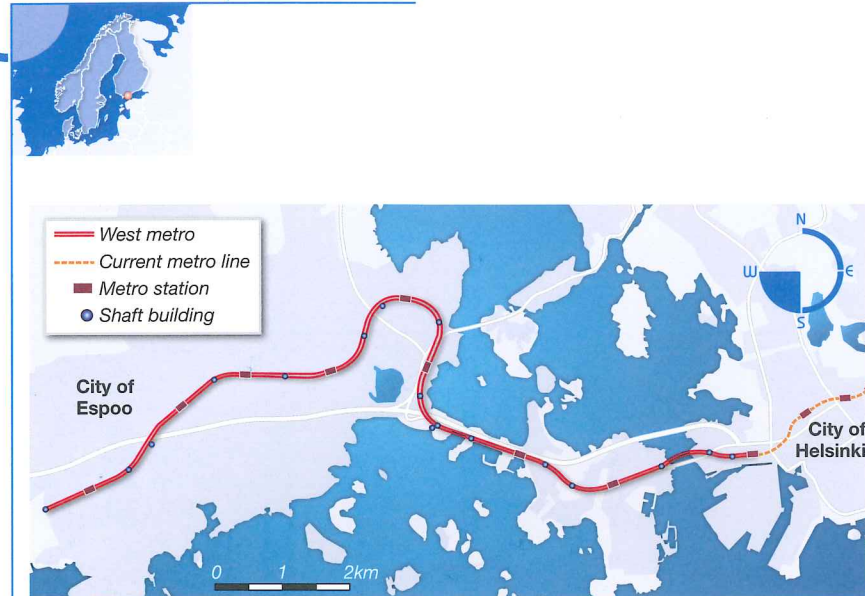 West metro
Current metro line
Metro station
Shaft building
N
W
E
S
City of
Espoo
City of
Helsinki
0 1 2km